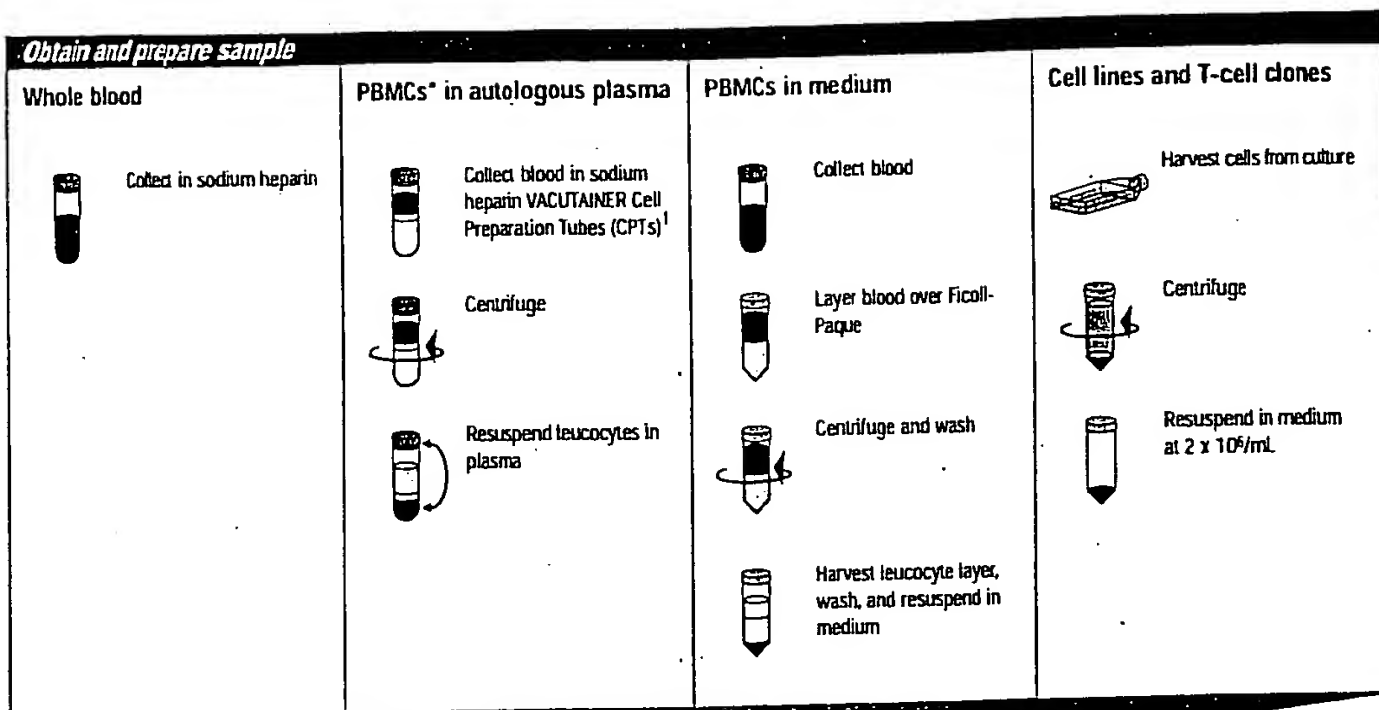 Obtain and prepare sample
Whole blood
Collect in sodium heparin
PBMCs* in autologous plasma
Collect blood in sodium
heparin VACUTAINER Cell
Preparation Tubes (CPTs)1
Centrifuge
Resuspend leucocytes in
plasma
PBMCs in medium
Collect blood
Layer blood over Ficoll-
Paque
Centrifuge and wash
Harvest leucocyte layer,
wash, and resuspend in
medium
Cell lines and T-cell clones
Harvest cells from culture
Centrifuge
Resuspend in medium
at 2 x 10⁶/mL